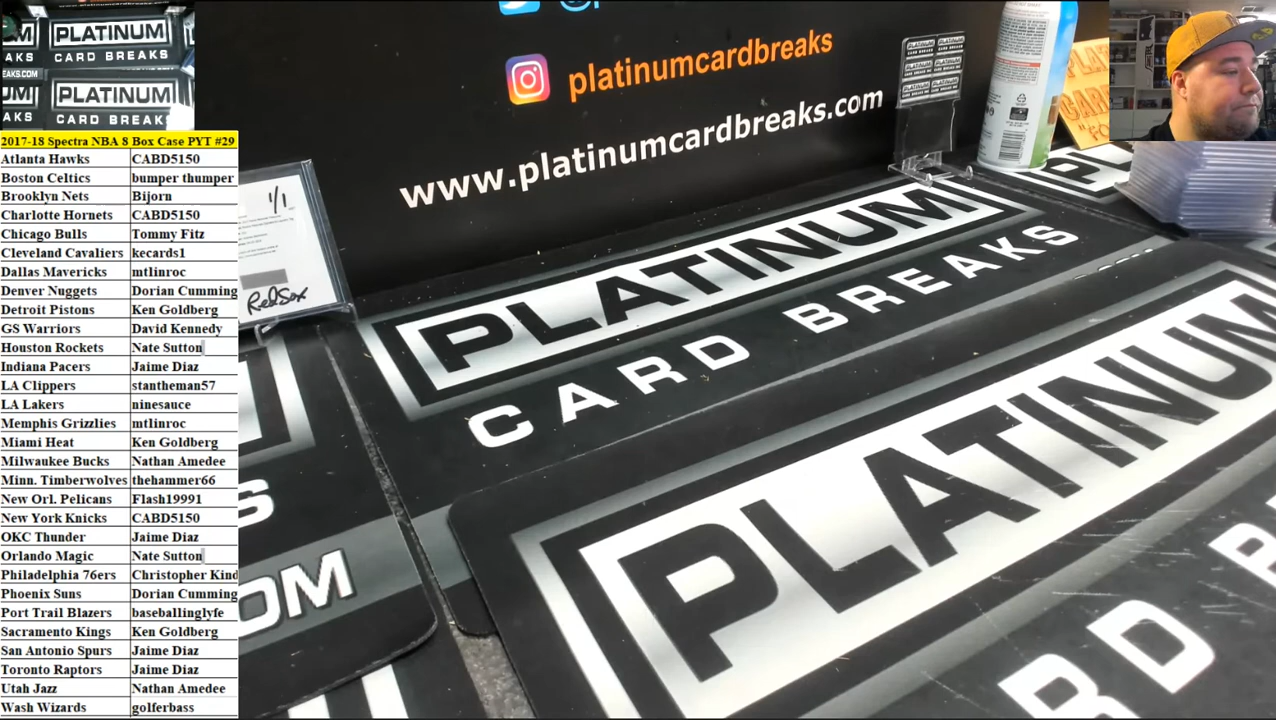 PLATINUM
CARD BREAKS
PLATINUM
2017-18 Spectra NBA 8 Box Case PYT #29
Atlanta Hawks CABD5150
Boston Celtics bumper thumper
Brooklyn Nets Bijorn
Charlotte Hornets CABD5150
Chicago Bulls Tommy Fitz
Cleveland Cavaliers kecards1
Dallas Mavericks mtlinroc
Denver Nuggets Dorian Cumming
Detroit Pistons Ken Goldberg
GS Warriors David Kennedy
Houston Rockets Nate Sutton
Indiana Pacers Jaime Diaz
LA Clippers stantheman57
LA Lakers ninesauce
Memphis Grizzlies mtlinroc
Miami Heat Ken Goldberg
Milwaukee Bucks Nathan Amedee
Minn. Timberwolves thehammer66
New Orl. Pelicans Flash19991
New York Knicks CABD5150
OKC Thunder Jaime Diaz
Orlando Magic Nate Sutton
Philadelphia 76ers Christopher Kind
Phoenix Suns Dorian Cumming
Port Trail Blazers baseballinglyfe
Sacramento Kings Ken Goldberg
San Antonio Spurs Jaime Diaz
Toronto Raptors Jaime Diaz
Utah Jazz Nathan Amedee
Wash Wizards golferbass
platinumcardbreaks
www.platinumcardbreaks.com
1/1
RedSox
PLATINUM
CARD BREAKS
PLATINUM